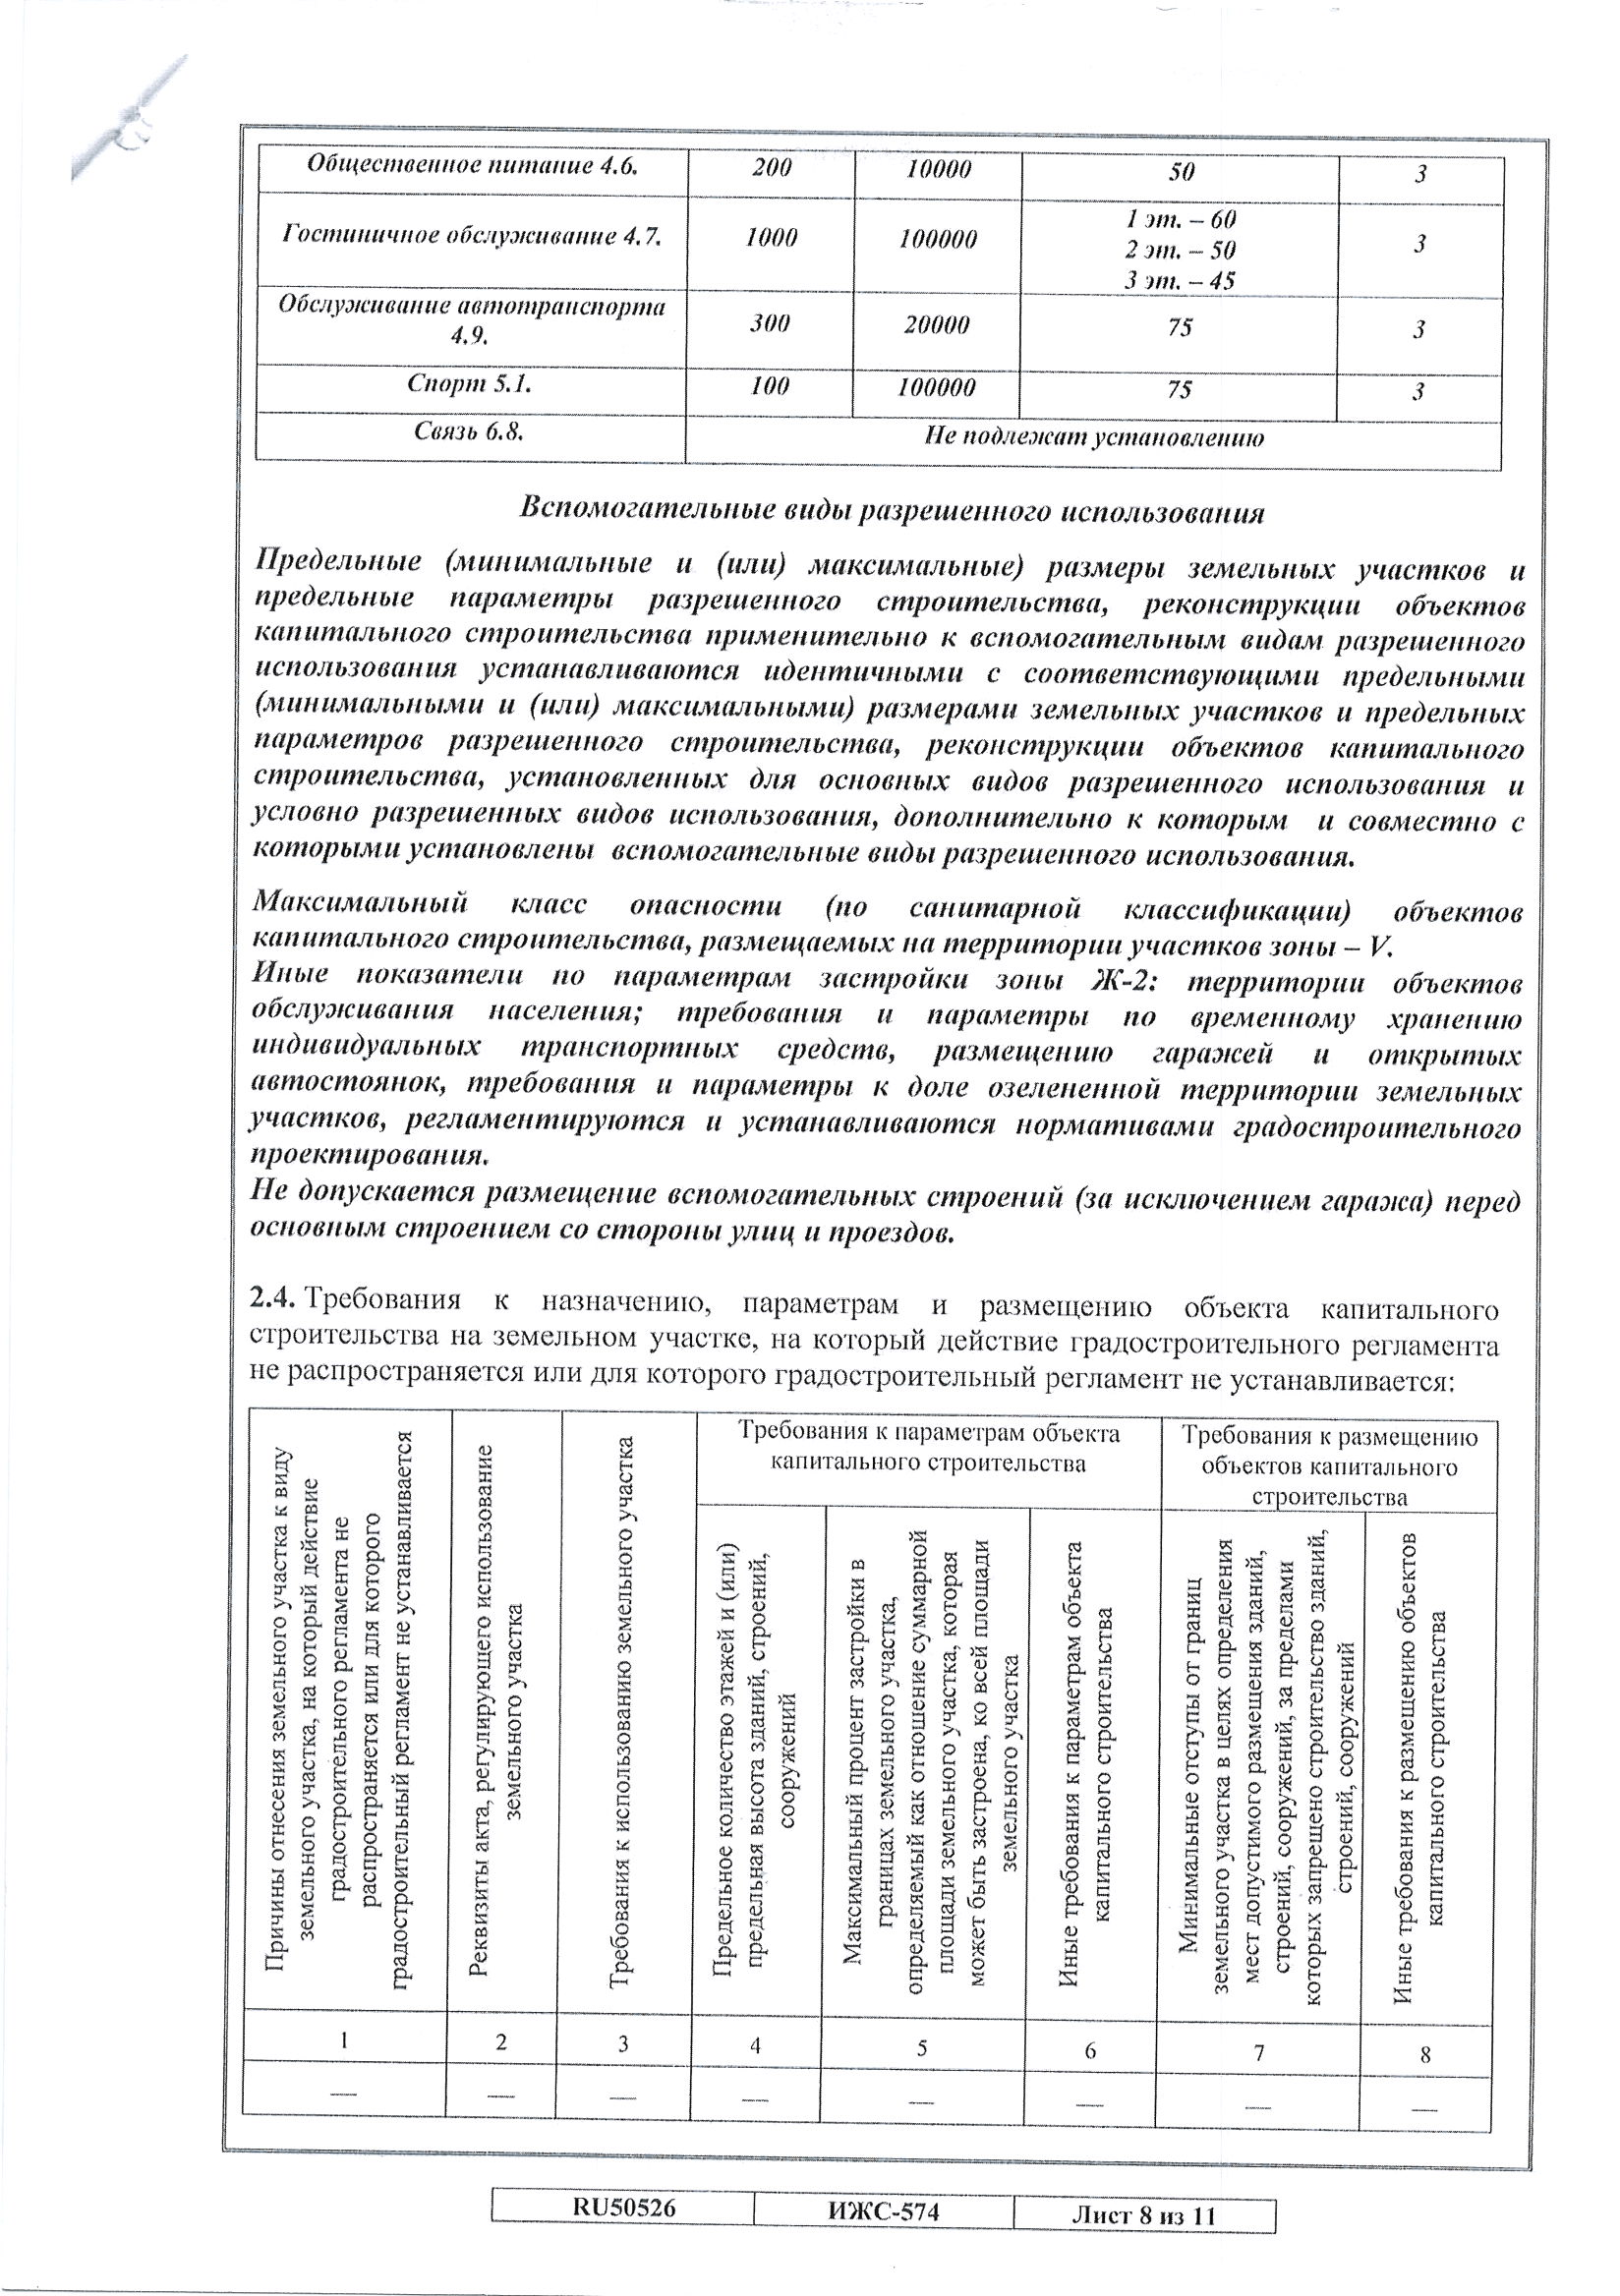 Общественное питание 4.6. 200 10000 50 3
Гостиничное обслуживание 4.7. 1000 100000 1 эт. – 60 3
2 эт. – 50
3 эт. – 45
Обслуживание автотранспорта 300 20000 75 3
4.9.
Спорт 5.1. 100 100000 75 3
Связь 6.8. Не подлежат установлению
Вспомогательные виды разрешенного использования
Предельные (минимальные и (или) максимальные) размеры земельных участков и
предельные параметры разрешенного строительства, реконструкции объектов
капитального строительства применительно к вспомогательным видам разрешенного
использования устанавливаются идентичными с соответствующими предельными
(минимальными и (или) максимальными) размерами земельных участков и предельных
параметров разрешенного строительства, реконструкции объектов капитального
строительства, установленных для основных видов разрешенного использования и
условно разрешенных видов использования, дополнительно к которым и совместно с
которыми установлены вспомогательные виды разрешенного использования.
Максимальный класс опасности (по санитарной классификации) объектов
капитального строительства, размещаемых на территории участков зоны – V.
Иные показатели по параметрам застройки зоны Ж-2: территории объектов
обслуживания населения; требования и параметры по временному хранению
индивидуальных транспортных средств, размещению гаражей и открытых
автостоянок, требования и параметры к доле озелененной территории земельных
участков, регламентируются и устанавливаются нормативами градостроительного
проектирования.
Не допускается размещение вспомогательных строений (за исключением гаража) перед
основным строением со стороны улиц и проездов.
2.4. Требования к назначению, параметрам и размещению объекта капитального
строительства на земельном участке, на который действие градостроительного регламента
не распространяется или для которого градостроительный регламент не устанавливается:
Причины отнесения земельного участка к виду
земельного участка, на который действие
градостроительного регламента не
распространяется или для которого
градостроительный регламент не устанавливается
Реквизиты акта, регулирующего использование
земельного участка
Требования к использованию земельного участка
Требования к параметрам объекта
капитального строительства
Предельное количество этажей и (или)
предельная высота зданий, строений,
сооружений
Максимальный процент застройки в
границах земельного участка,
определяемый как отношение суммарной
площади земельного участка, которая
может быть застроена, ко всей площади
земельного участка
Иные требования к параметрам объекта
капитального строительства
Требования к размещению
объектов капитального
строительства
Минимальные отступы от границ
земельного участка в целях определения
мест допустимого размещения зданий,
строений, сооружений, за пределами
которых запрещено строительство зданий,
строений, сооружений
Иные требования к размещению объектов
капитального строительства
1 2 3 4 5 6 7 8
— — — — — — — —
RU50526 ИЖС-574 Лист 8 из 11